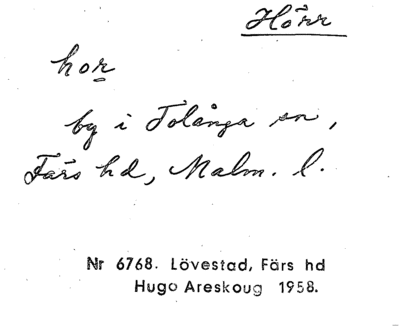 Hörr
hor
by i Tolånga sn,
Färs hd, Malm. l.
Nr 6768. Lövestad, Färs hd
Hugo Areskoug 1958.